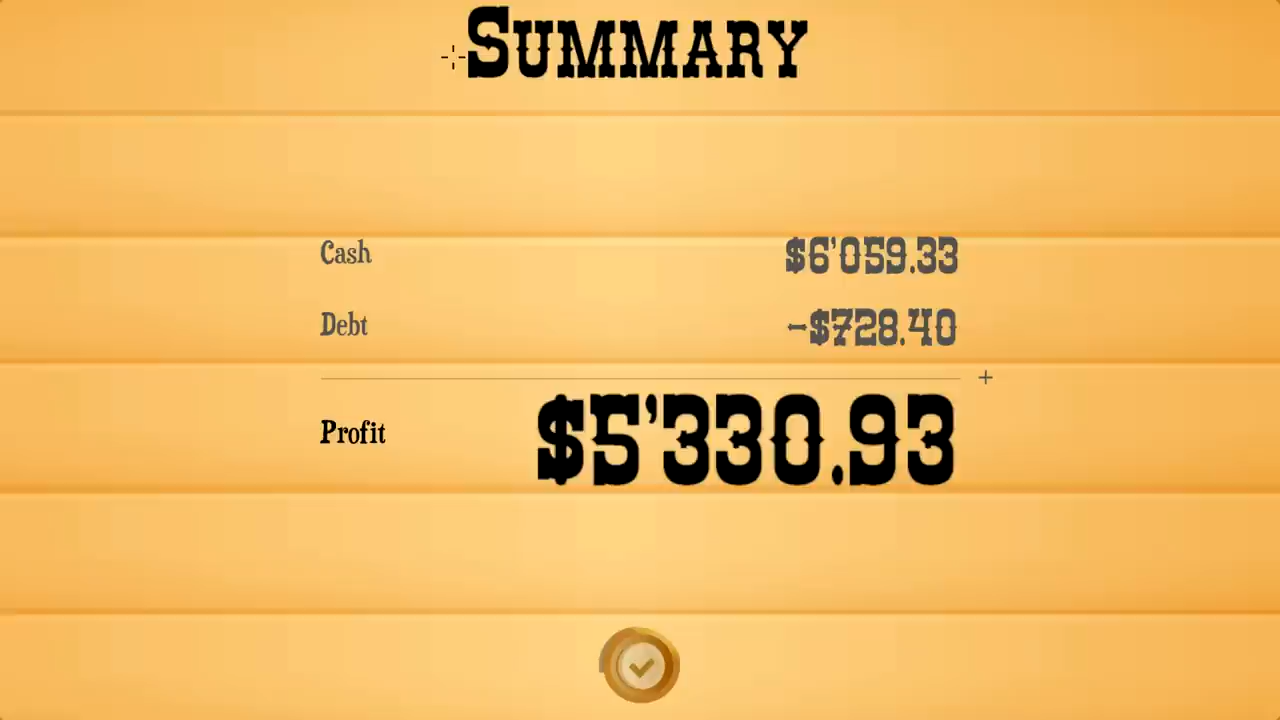 Summary
Cash $6'059.33
Debt -$728.40
+
Profit $5'330.93